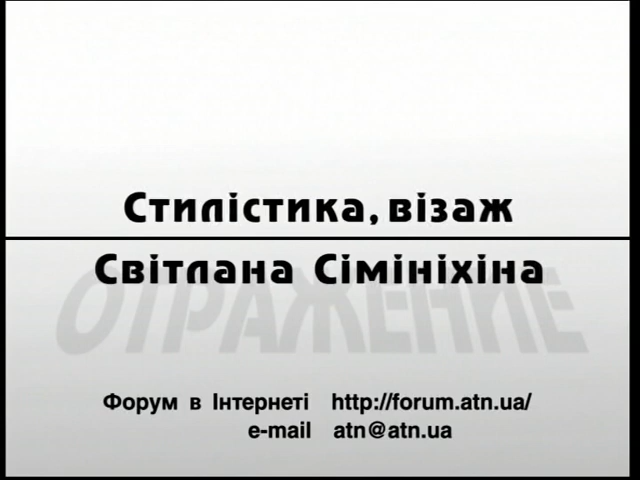 Стилістика, візаж
Світлана Сімініхіна
ОТРАЖЕНИЕ
Форум в Інтернеті http://forum.atn.ua/
e-mail atn@atn.ua